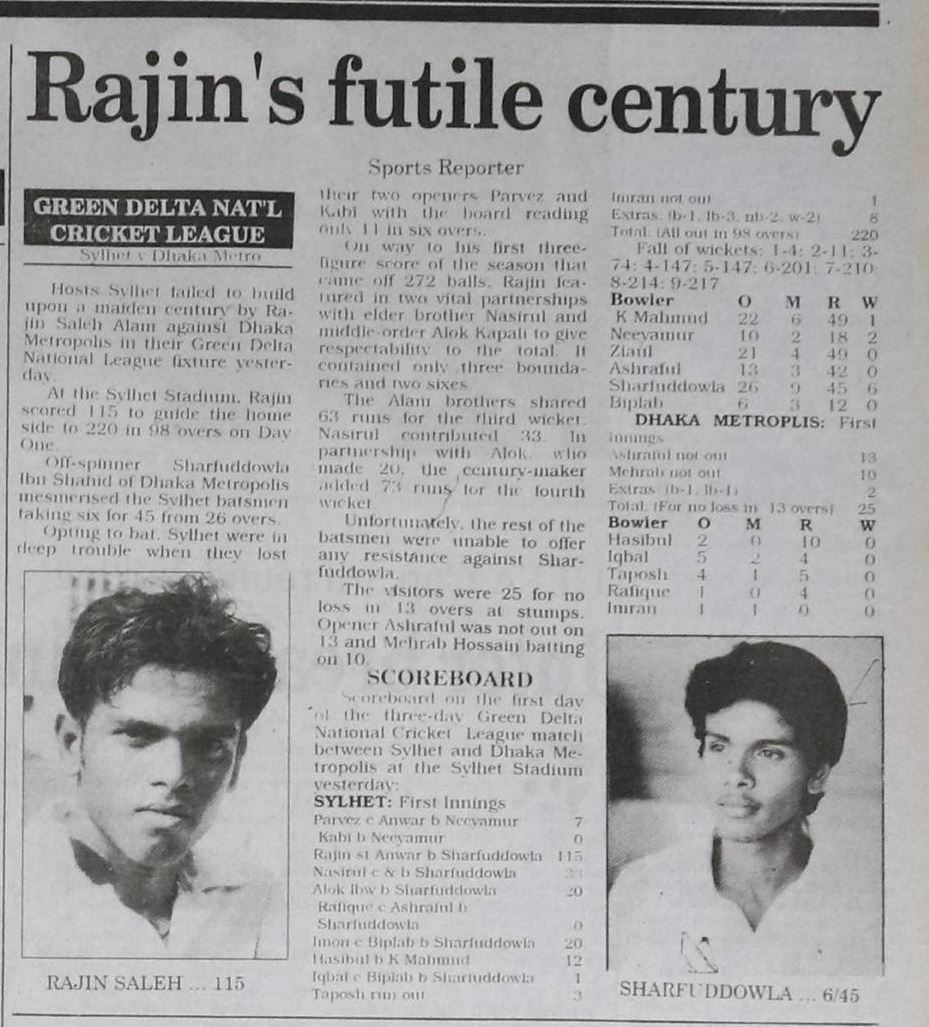 Rajin's futile century
Sports Reporter
GREEN DELTA NAT'L
CRICKET LEAGUE
Sylhet v Dhaka Metro
Hosts Sylhet failed to build
upon a maiden century by Ra-
jin Saleh Alam against Dhaka
Metropolis in their Green Delta
National League fixture yester-
day.
At the Sylhet Stadium, Rajin
scored 115 to guide the home
side to 220 in 98 overs on Day
One.
Off-spinner Sharfuddowla
Ibn Shahid of Dhaka Metropolis
mesmerised the Sylhet batsmen
taking six for 45 from 26 overs.
Opting to bat, Sylhet were in
deep trouble when they lost
RAJIN SALEH ... 115
their two openers Parvez and
Kabi with the board reading
only 11 in six overs.
On way to his first three-
figure score of the season that
came off 272 balls, Rajin fea-
tured in two vital partnerships
with elder brother Nasirul and
middle-order Alok Kapali to give
respectability to the total. It
contained only three bounda-
ries and two sixes.
The Alam brothers shared
63 runs for the third wicket.
Nasirul contributed 33. In
partnership with Alok, who
made 20, the century-maker
added 73 runs for the fourth
wicket.
Unfortunately, the rest of the
batsmen were unable to offer
any resistance against Shar-
fuddowla.
The visitors were 25 for no
loss in 13 overs at stumps.
Opener Ashraful was not out on
13 and Mehrab Hossain batting
on 10.
SCOREBOARD
Scoreboard on the first day
of the three-day Green Delta
National Cricket League match
between Sylhet and Dhaka Me-
tropolis at the Sylhet Stadium
yesterday:
SYLHET: First Innings
Parvez c Anwar b Neeyamur 7
Kabi b Neeyamur 0
Rajin st Anwar b Sharfuddowla 115
Nasirul c & b Sharfuddowla 33
Alok lbw b Sharfuddowla 20
Rafique c Ashraful b
Sharfuddowla 0
Imon c Biplab b Sharfuddowla 20
Hasibul b K Mahmud 12
Iqbal c Biplab b Sharfuddowla 1
Taposh run out 3
Imran not out 1
Extras: (b-1, lb-3, nb-2, w-2) 8
Total: (All out in 98 overs) 220
Fall of wickets: 1-4; 2-11; 3-
74; 4-147; 5-147; 6-201; 7-210;
8-214; 9-217
Bowler O M R W
K Mahmud 22 6 49 1
Neeyamur 10 2 18 2
Ziaul 21 4 49 0
Ashraful 13 3 42 0
Sharfuddowla 26 9 45 6
Biplab 6 3 12 0
DHAKA METROPLIS: First
Innings
Ashraful not out 13
Mehrab not out 10
Extras (b-1, lb-1) 2
Total: (For no loss in 13 overs) 25
Bowler O M R W
Hasibul 2 0 10 0
Iqbal 5 2 4 0
Taposh 4 1 5 0
Rafique 1 0 4 0
Imran 1 1 0 0
SHARFUDDOWLA ... 6/45